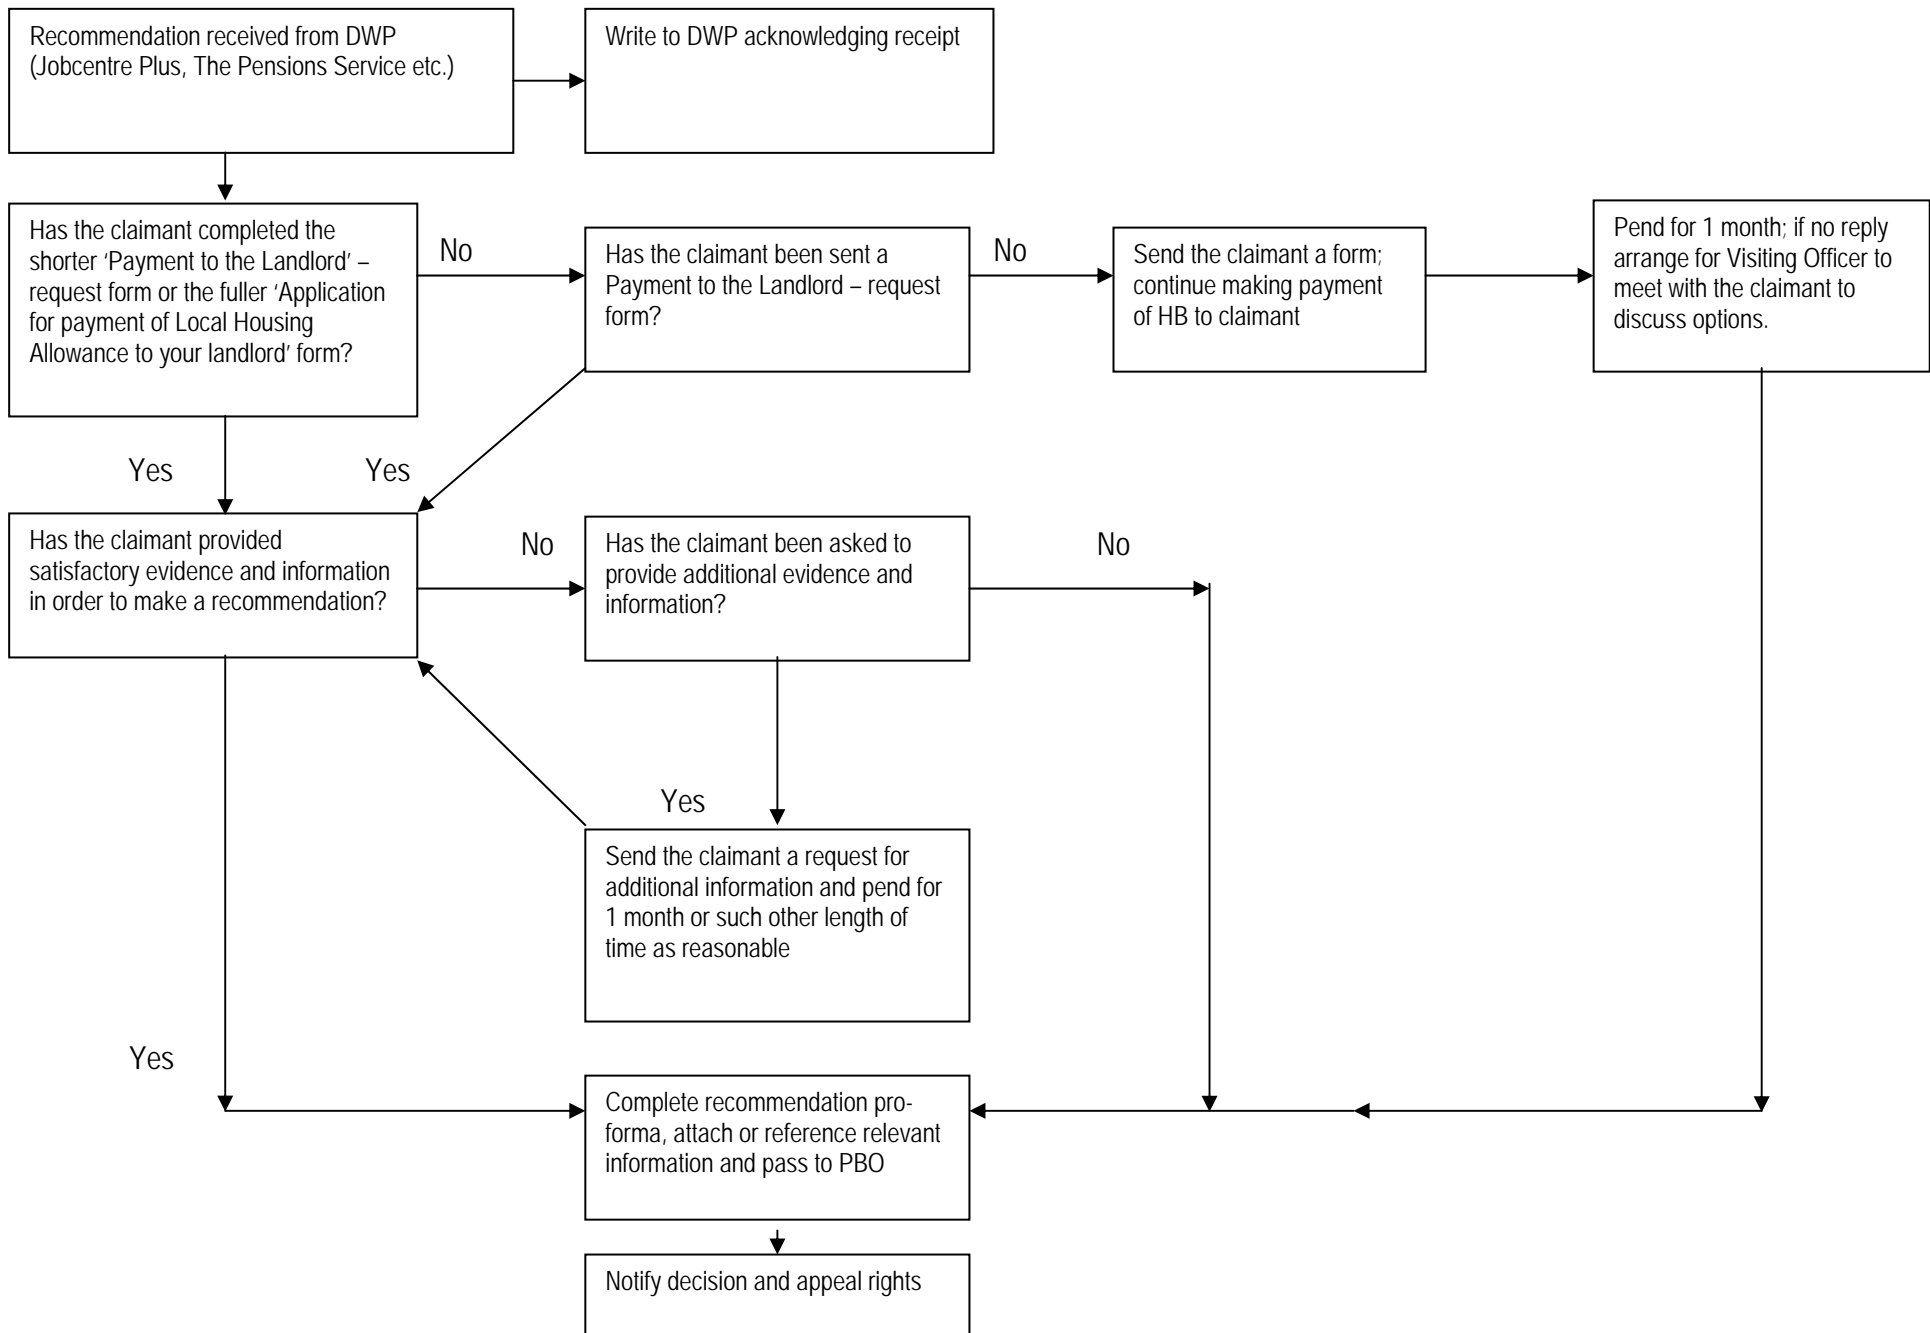 Recommendation received from DWP
(Jobcentre Plus, The Pensions Service etc.)
Write to DWP acknowledging receipt
Has the claimant completed the
shorter ‘Payment to the Landlord’ –
request form or the fuller ‘Application
for payment of Local Housing
Allowance to your landlord’ form?
No
Has the claimant been sent a
Payment to the Landlord – request
form?
No
Send the claimant a form;
continue making payment
of HB to claimant
Pend for 1 month; if no reply
arrange for Visiting Officer to
meet with the claimant to
discuss options.
Yes
Yes
Has the claimant provided
satisfactory evidence and information
in order to make a recommendation?
No
Has the claimant been asked to
provide additional evidence and
information?
No
Yes
Send the claimant a request for
additional information and pend for
1 month or such other length of
time as reasonable
Yes
Complete recommendation pro-
forma, attach or reference relevant
information and pass to PBO
Notify decision and appeal rights